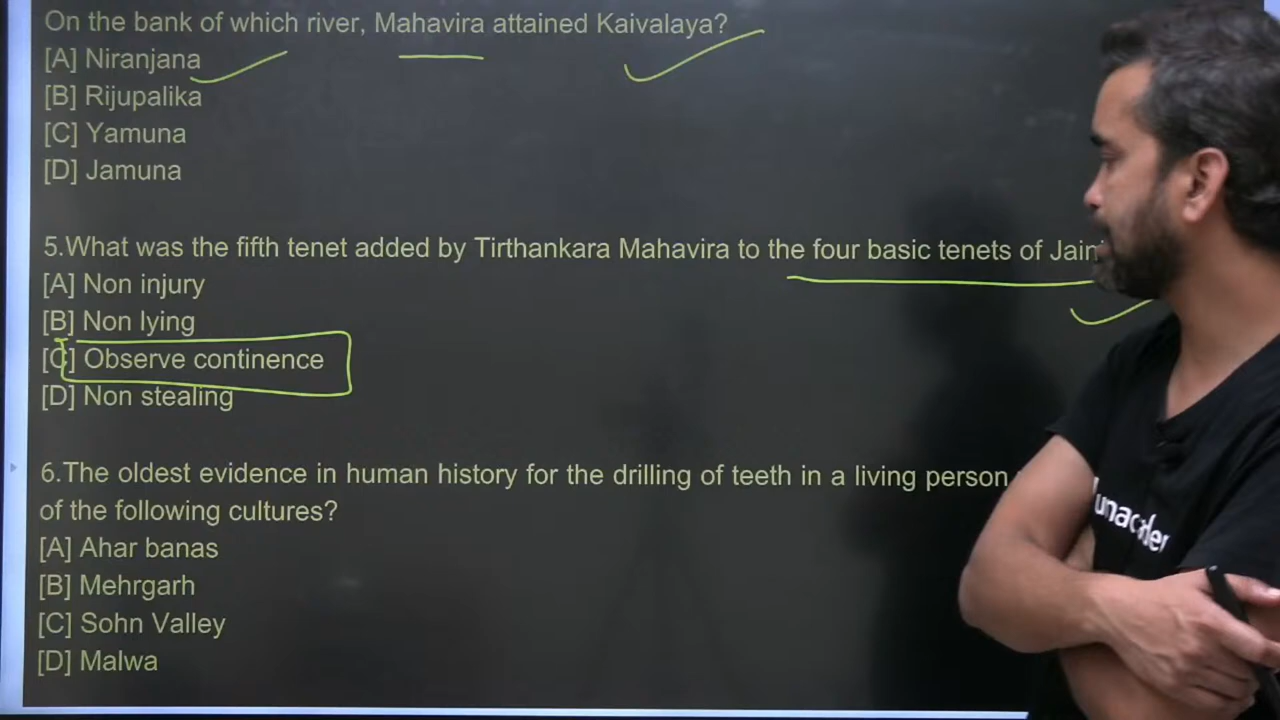 On the bank of which river, Mahavira attained Kaivalaya?
[A] Niranjana
[B] Rijupalika
[C] Yamuna
[D] Jamuna
5.What was the fifth tenet added by Tirthankara Mahavira to the four basic tenets of
[A] Non injury
[B] Non lying
[C] Observe continence
[D] Non stealing
6.The oldest evidence in human history for the drilling of teeth in a living person
of the following cultures?
[A] Ahar banas
[B] Mehrgarh
[C] Sohn Valley
[D] Malwa